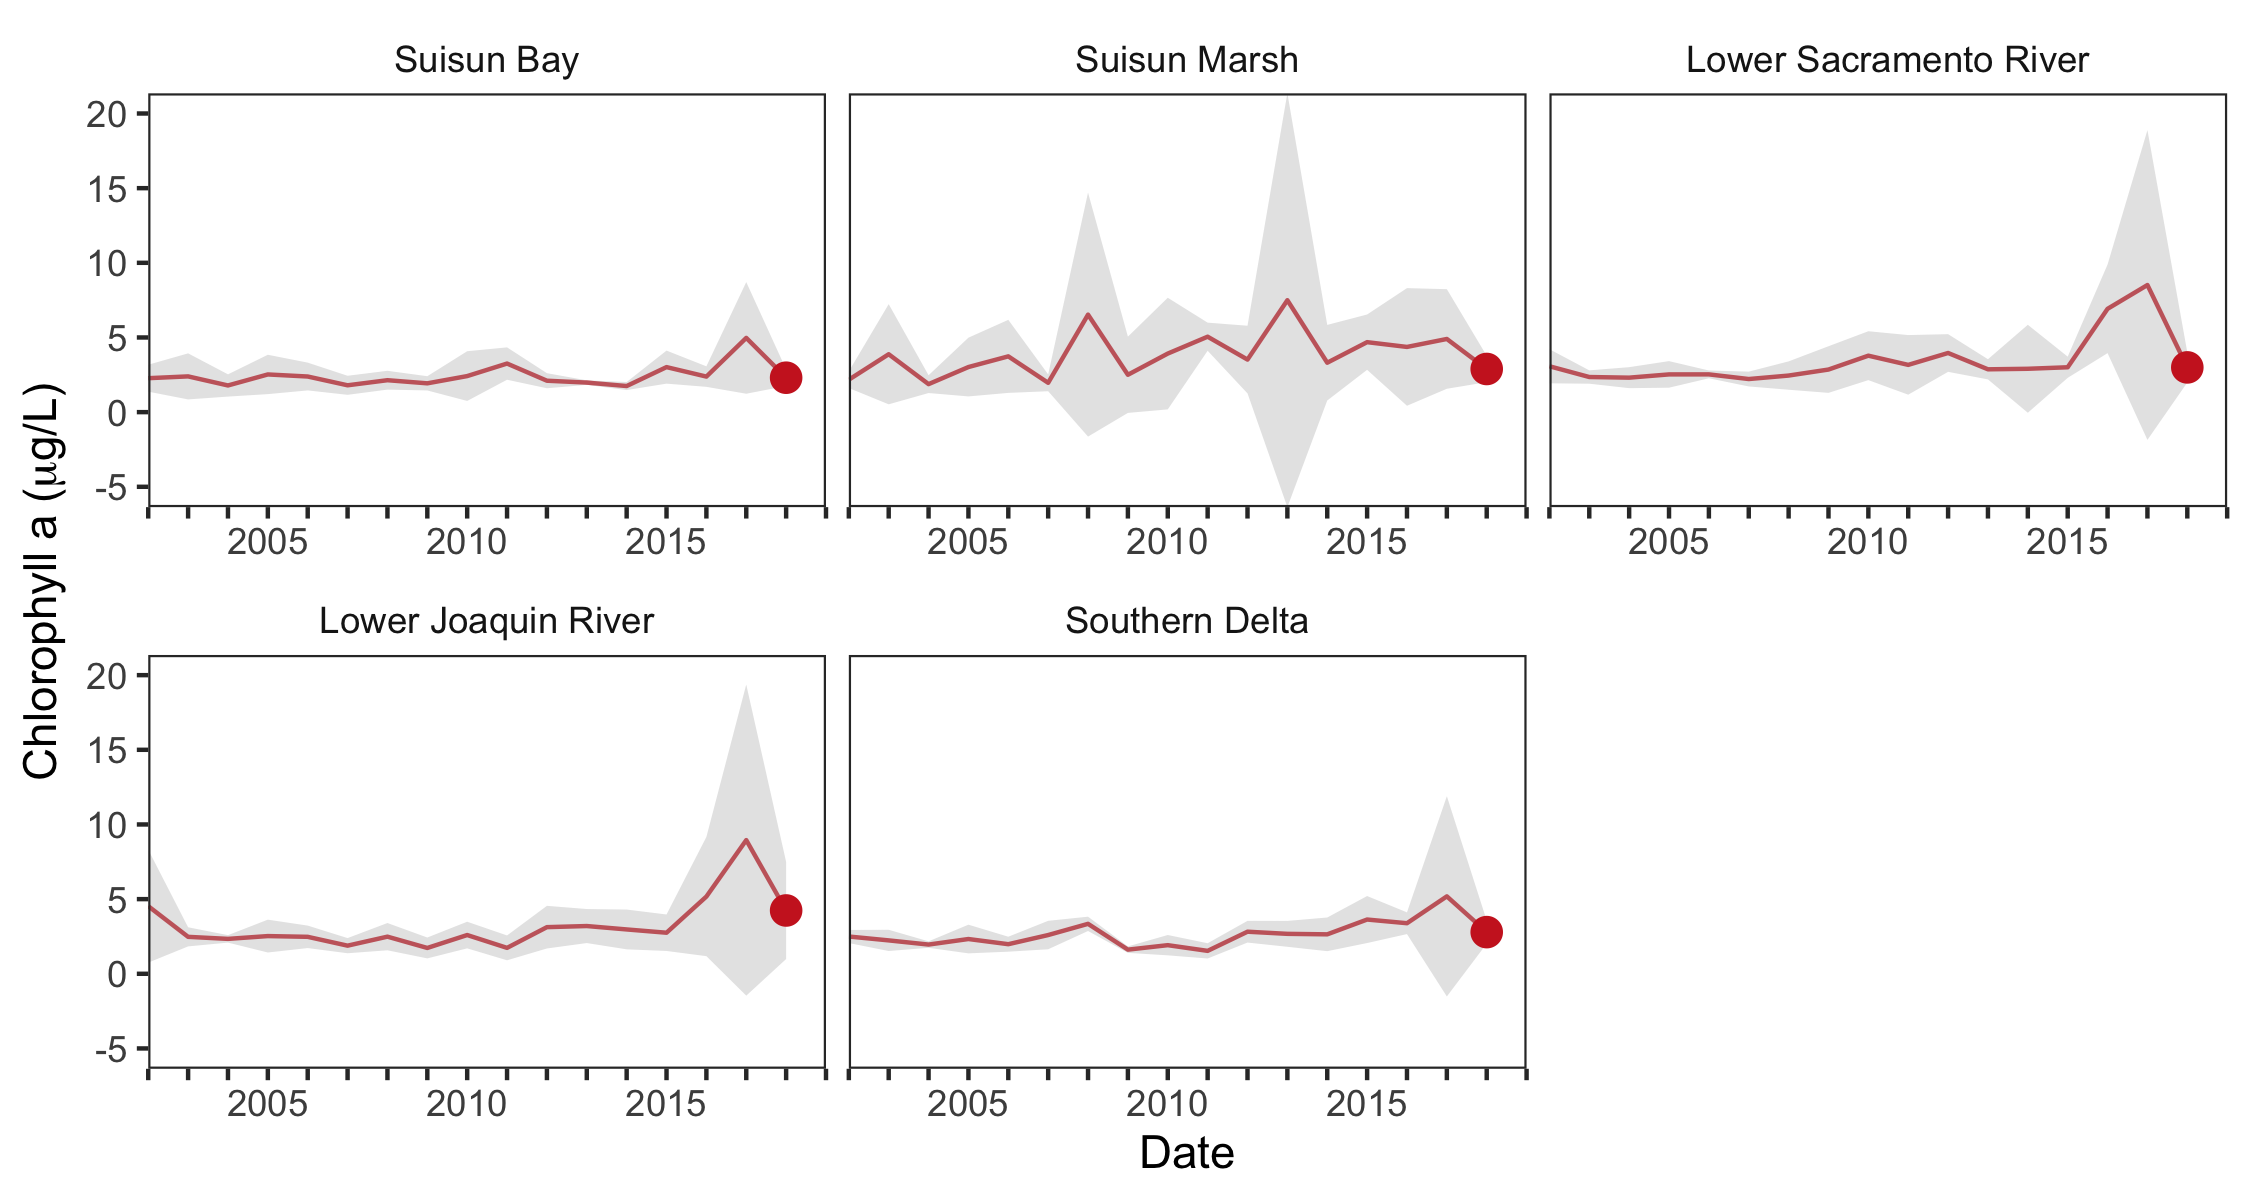 Suisun Bay Suisun Marsh Lower Sacramento River
20
15
10
5
0
-5
2005 2010 2015 2005 2010 2015 2005 2010 2015
Chlorophyll a (μg/L)
Lower Joaquin River Southern Delta
20
15
10
5
0
-5
2005 2010 2015 2005 2010 2015
Date